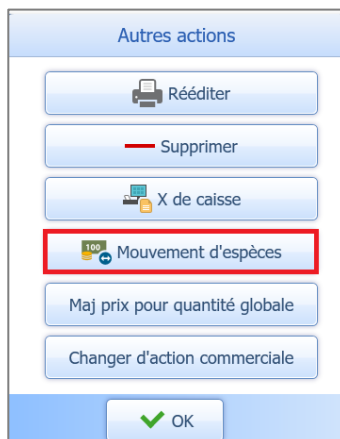 Autres actions
Rééditer
Supprimer
X de caisse
100
Mouvement d'espèces
Maj prix pour quantité globale
Changer d'action commerciale
OK